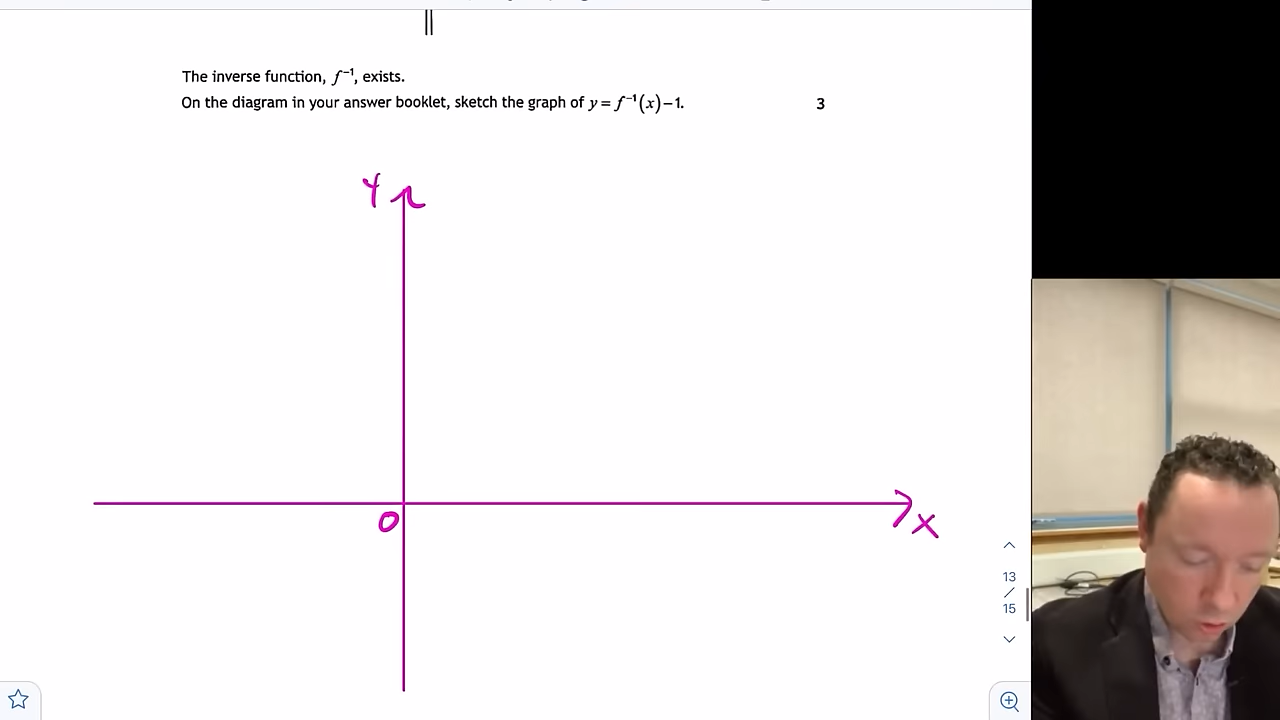 The inverse function, f⁻¹, exists.
On the diagram in your answer booklet, sketch the graph of y = f⁻¹(x) − 1. 3
Y
O
X
13
/
15